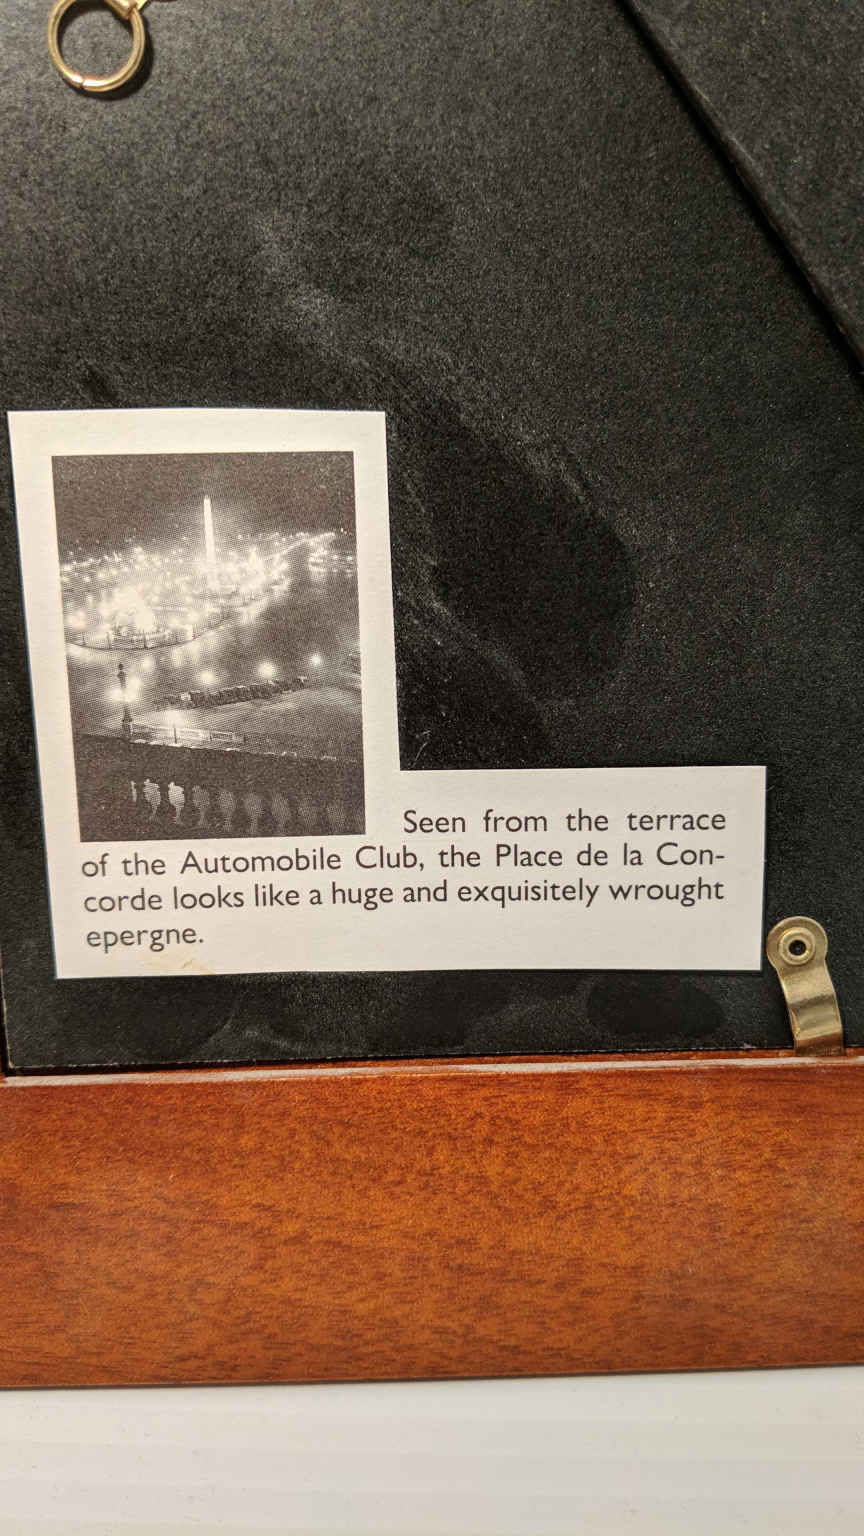 Seen from the terrace
of the Automobile Club, the Place de la Con-
corde looks like a huge and exquisitely wrought
epergne.